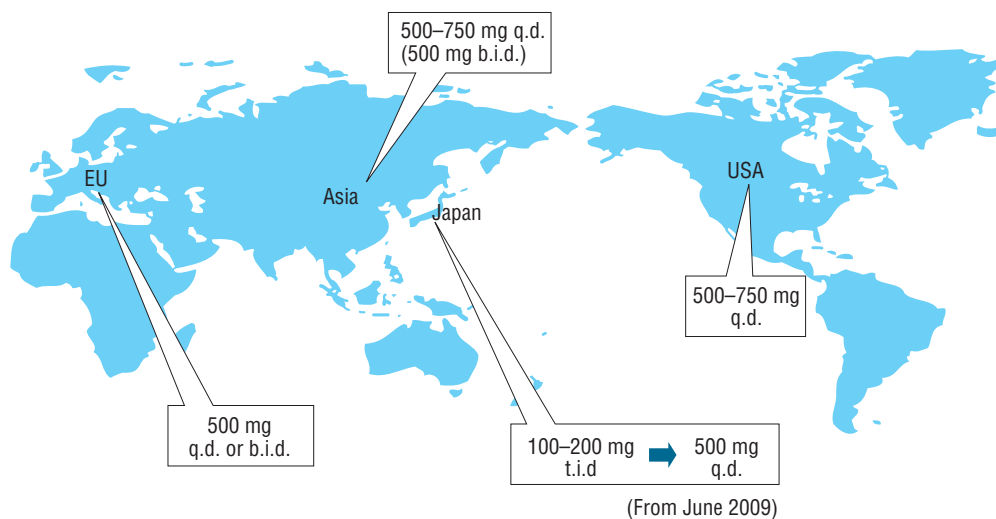 500–750 mg q.d.
(500 mg b.i.d.)
EU
Asia
Japan
USA
500–750 mg
q.d.
500 mg
q.d. or b.i.d.
100–200 mg
t.i.d
500 mg
q.d.
(From June 2009)